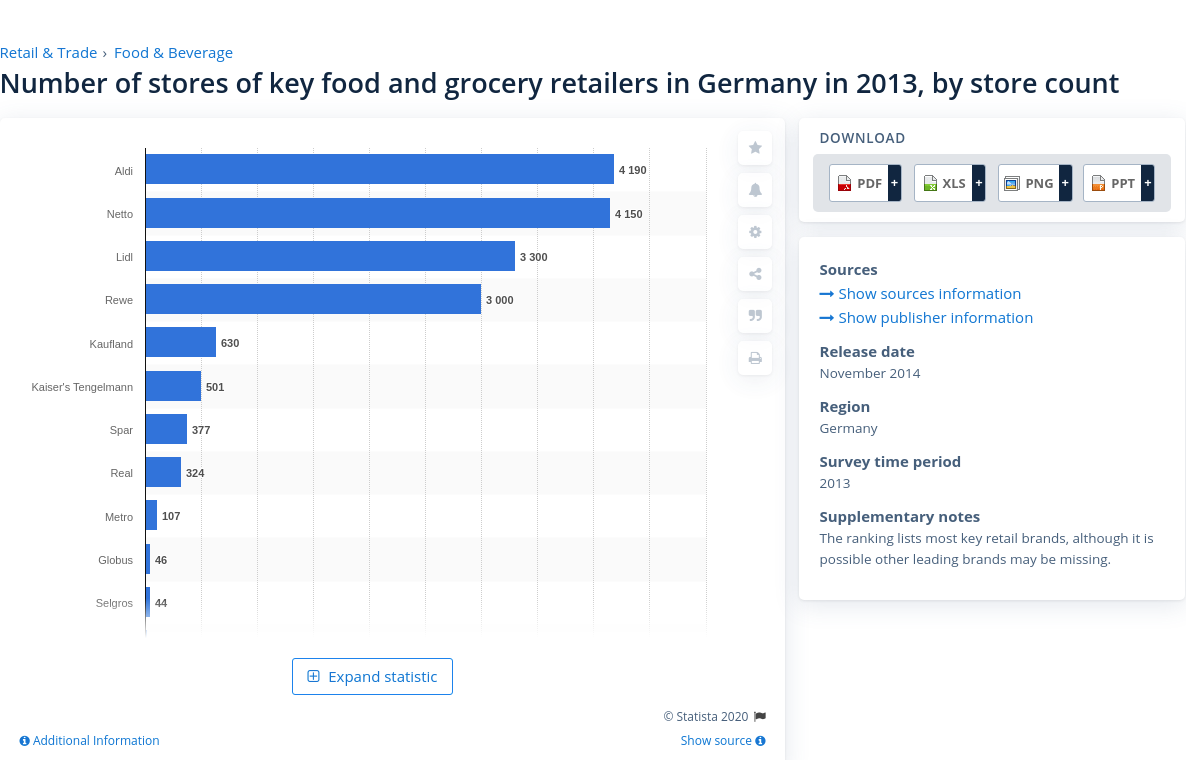 Retail & Trade › Food & Beverage
Number of stores of key food and grocery retailers in Germany in 2013, by store count
Aldi 4 190
Netto 4 150
Lidl 3 300
Rewe 3 000
Kaufland 630
Kaiser's Tengelmann 501
Spar 377
Real 324
Metro 107
Globus 46
Selgros 44
Expand statistic
© Statista 2020
Additional Information Show source
DOWNLOAD
PDF + XLS + PNG + PPT +
Sources
Show sources information
Show publisher information
Release date
November 2014
Region
Germany
Survey time period
2013
Supplementary notes
The ranking lists most key retail brands, although it is
possible other leading brands may be missing.